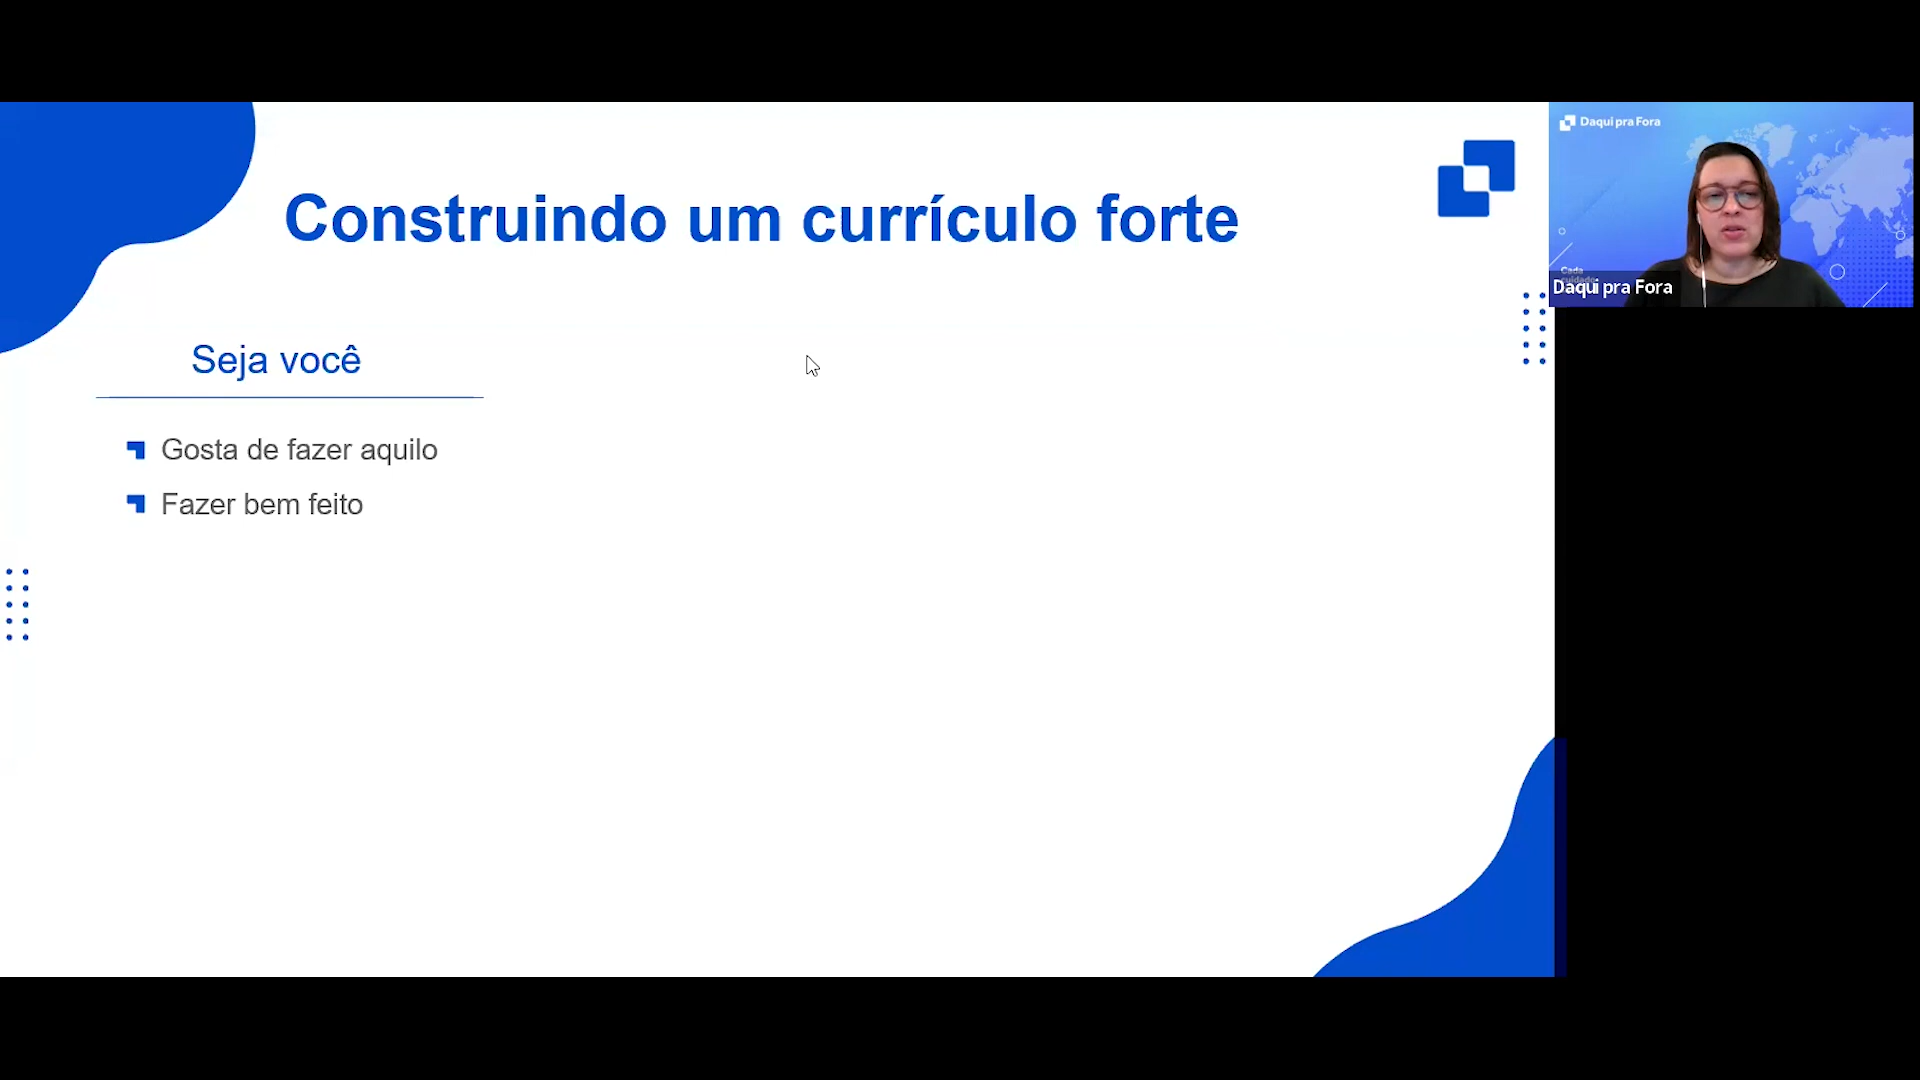 Construindo um currículo forte
Seja você
Gosta de fazer aquilo
Fazer bem feito
Daqui pra Fora
Cada
Daqui pra Fora